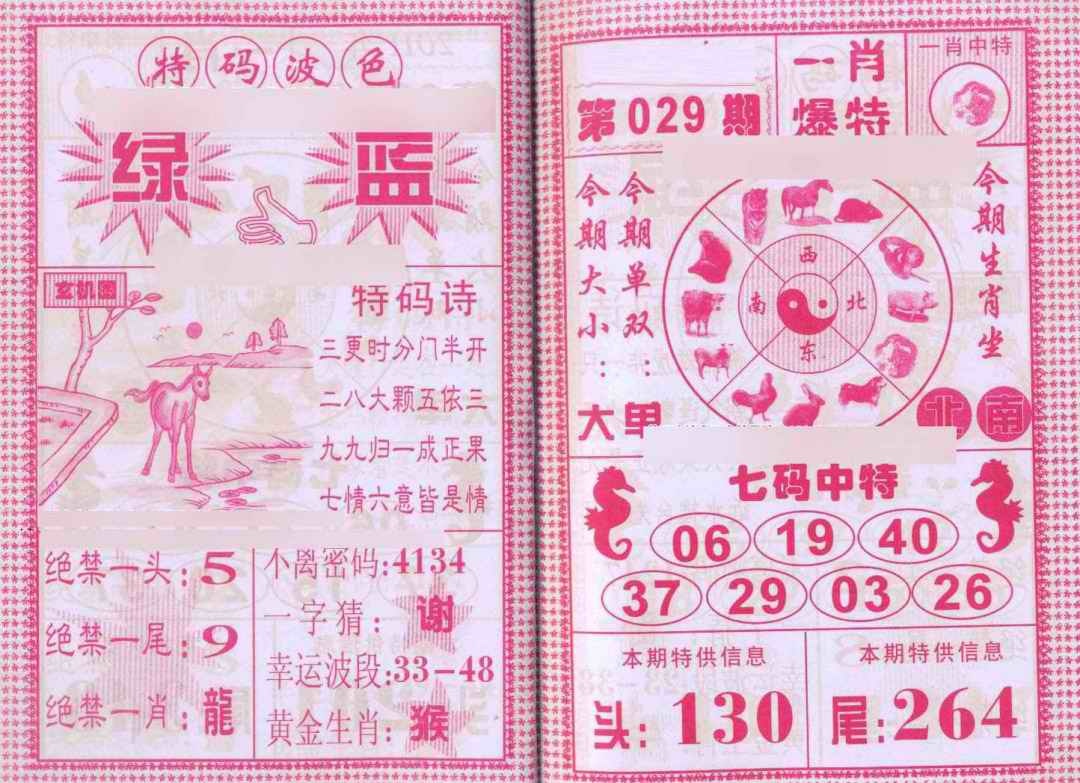 特码波色
绿 蓝
玄机图
特码诗
三更时分门半开
二八大颗五依三
九九归一成正果
七情六意皆是情
绝禁一头:5
绝禁一尾:9
绝禁一肖:龍
小离密码:4134
一字猜:谢
幸运波段:33-48
黄金生肖:猴
第029期
一肖爆特
一肖中特
今期大小:大
今期单双:单
西
南 北
东
今期生肖坐
北 南
七码中特
06 19 40
37 29 03 26
本期特供信息
头:130
本期特供信息
尾:264